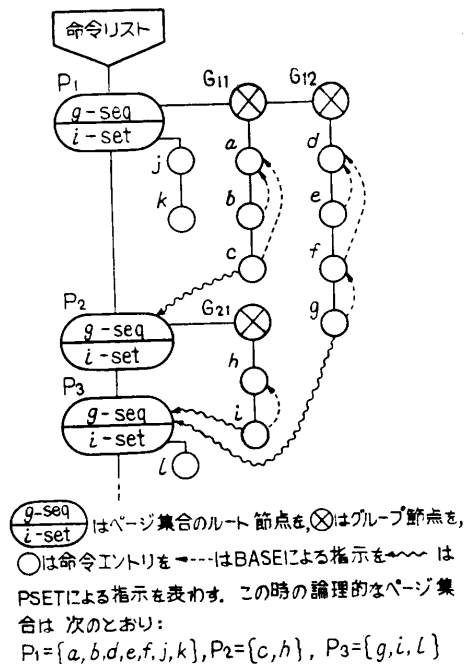 命令リスト
P1
g-seq
i-set
G11
G12
a
b
c
d
e
f
g
j
k
P2
g-seq
i-set
G21
h
i
P3
g-seq
i-set
l
g-seq
i-set
はページ集合のルート節点を,⊗はグループ節点を,
○は命令エントリを←---はBASEによる指示を←〰は
PSETによる指示を表わす. この時の論理的なページ集
合は 次のとおり:
P1={a,b,d,e,f,j,k},P2={c,h}, P3={g,i,l}